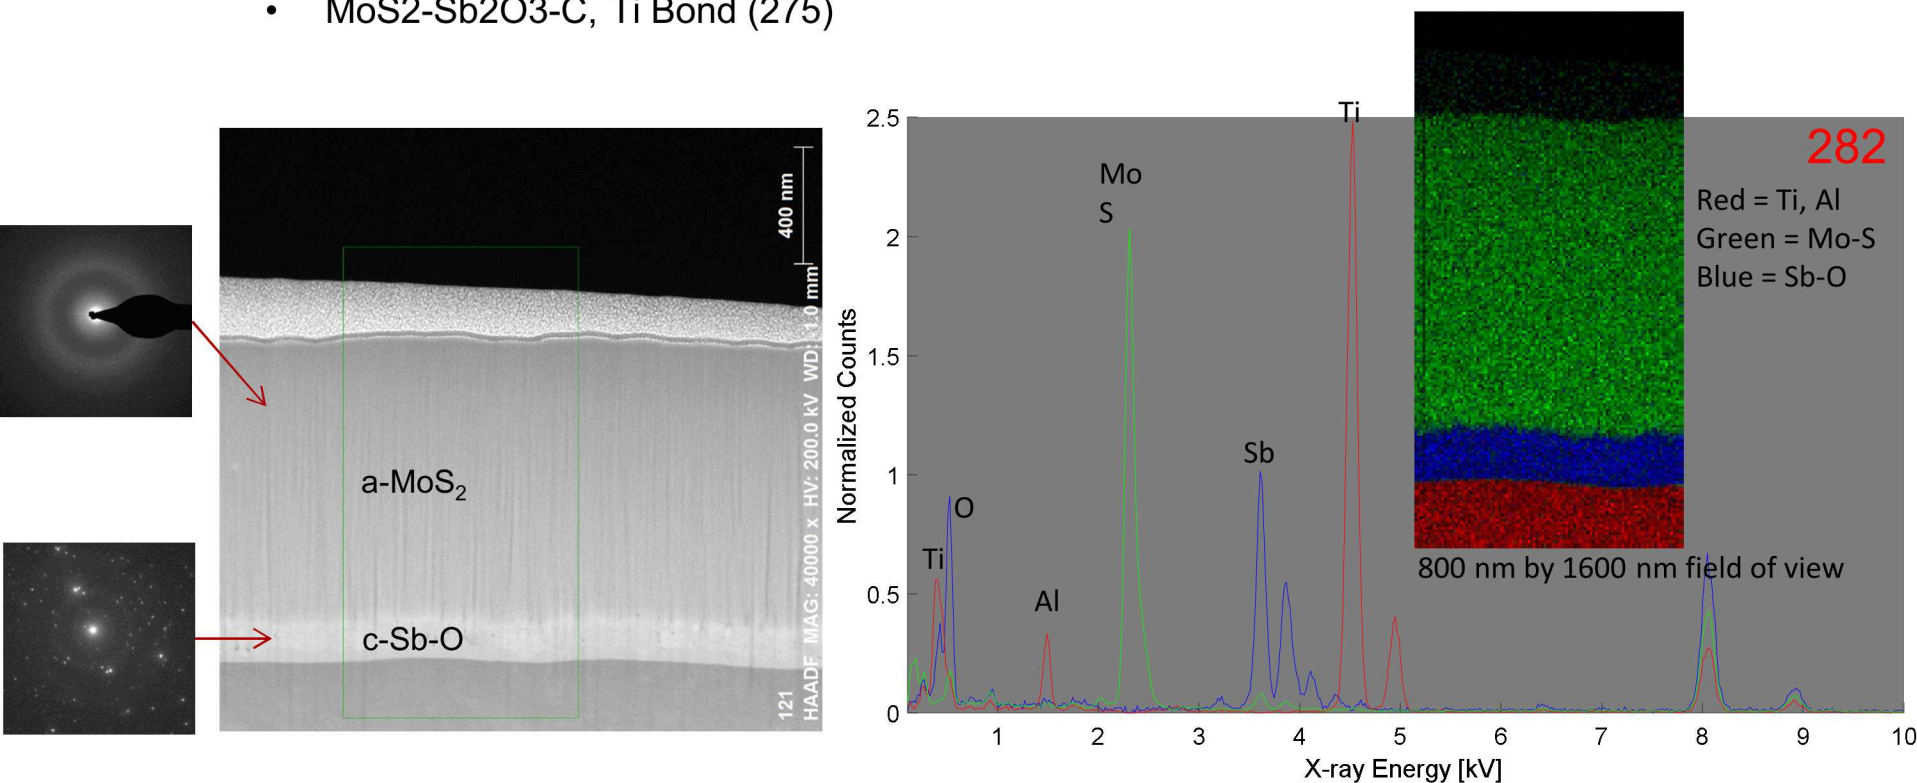 • MoS2-Sb2O3-C, Ti Bond (275)
400 nm
121
HAADF MAG: 40000 x HV: 200.0 kV WD: -1.0 mm
a-MoS₂
c-Sb-O
Normalized Counts
2.5
2
1.5
1
0.5
0
Ti
O
Al
Mo
S
Sb
Ti
282
Red = Ti, Al
Green = Mo-S
Blue = Sb-O
800 nm by 1600 nm field of view
1 2 3 4 5 6 7 8 9 10
X-ray Energy [kV]